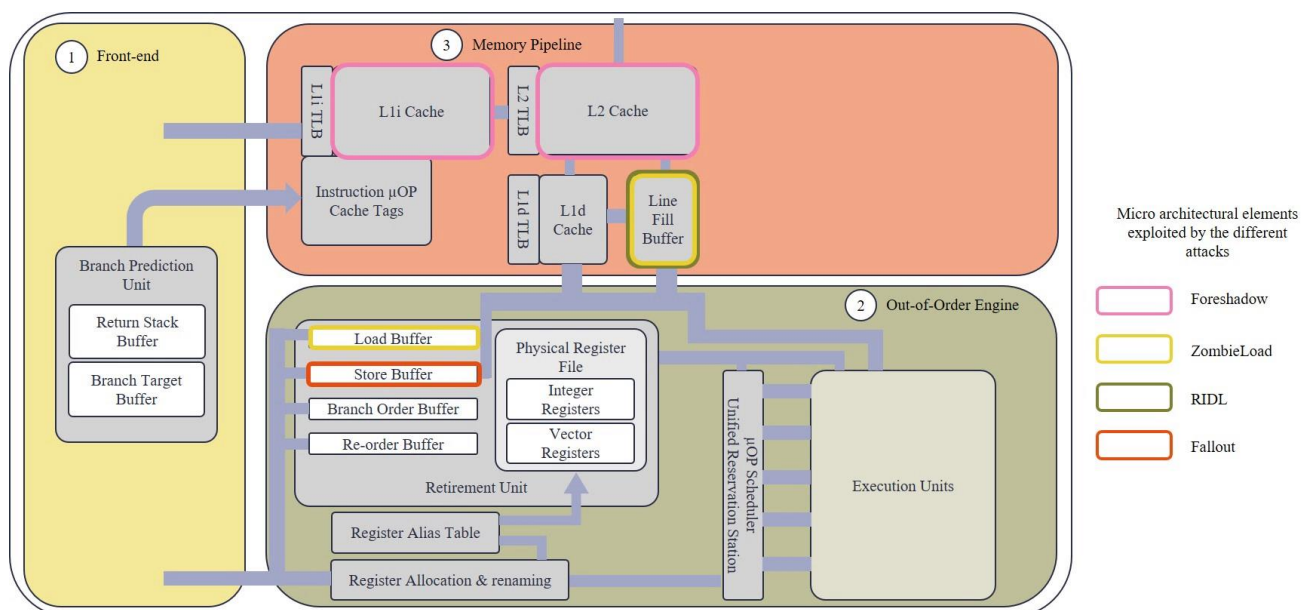 1 Front-end
3 Memory Pipeline
L1i TLB
L1i Cache
L2 TLB
L2 Cache
Instruction µOP
Cache Tags
L1d TLB
L1d
Cache
Line
Fill
Buffer
Branch Prediction
Unit
Return Stack
Buffer
Branch Target
Buffer
2 Out-of-Order Engine
Load Buffer
Store Buffer
Branch Order Buffer
Re-order Buffer
Physical Register
File
Integer
Registers
Vector
Registers
Retirement Unit
Register Alias Table
Register Allocation & renaming
µOP Scheduler
Unified Reservation Station
Execution Units
Micro architectural elements
exploited by the different
attacks
Foreshadow
ZombieLoad
RIDL
Fallout